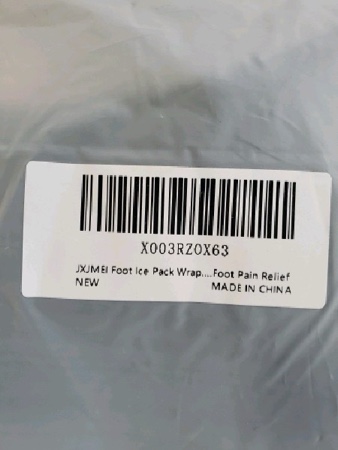 X003RZ0X63
JXJMEI Foot Ice Pack Wrap....Foot Pain Relief
NEW MADE IN CHINA